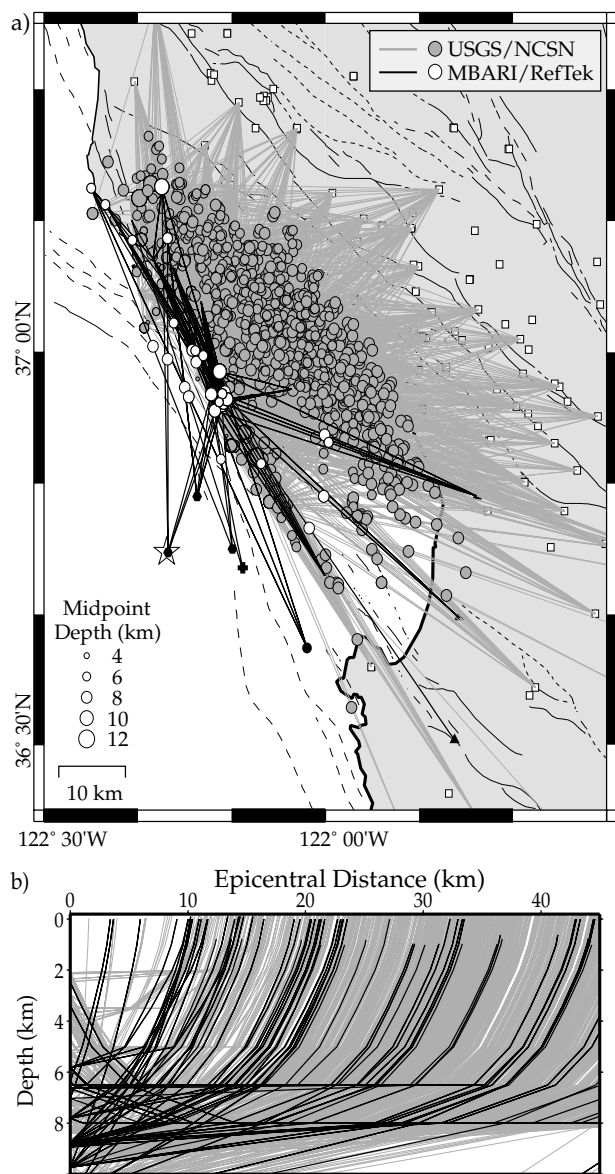 a)
USGS/NCSN
MBARI/RefTek
37° 00'N
36° 30'N
Midpoint
Depth (km)
4
6
8
10
12
10 km
122° 30'W
122° 00'W
b)
Epicentral Distance (km)
0 10 20 30 40
Depth (km)
0
2
4
6
8